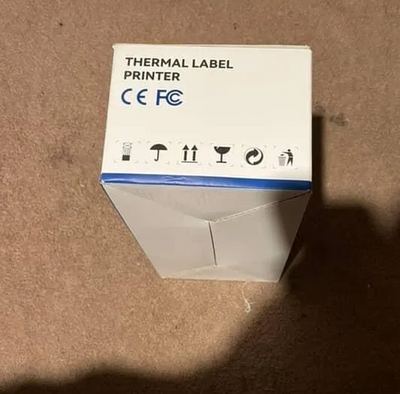 THERMAL LABEL
PRINTER
CE FC